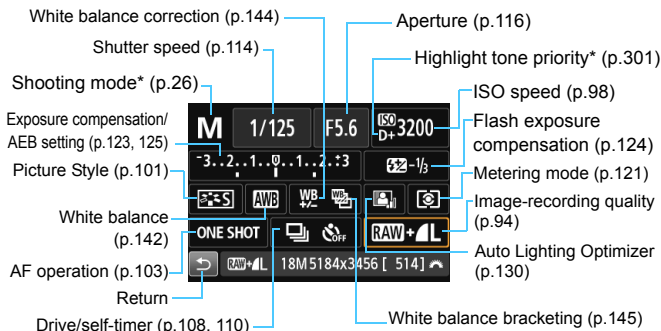 White balance correction (p.144)
Aperture (p.116)
Shutter speed (p.114)
Highlight tone priority* (p.301)
Shooting mode* (p.26)
ISO speed (p.98)
Exposure compensation/
AEB setting (p.123, 125)
Flash exposure
compensation (p.124)
Picture Style (p.101)
Metering mode (p.121)
White balance
(p.142)
Image-recording quality
(p.94)
AF operation (p.103)
Auto Lighting Optimizer
(p.130)
Return
Drive/self-timer (p.108, 110)
White balance bracketing (p.145)
M 1/125 F5.6 ISO D+ 3200
-3..2..1..0..1..2..+3 -1/3
S AWB WB +/- WB
ONE SHOT OFF RAW+L
RAW+L 18M 5184x3456 [ 514]